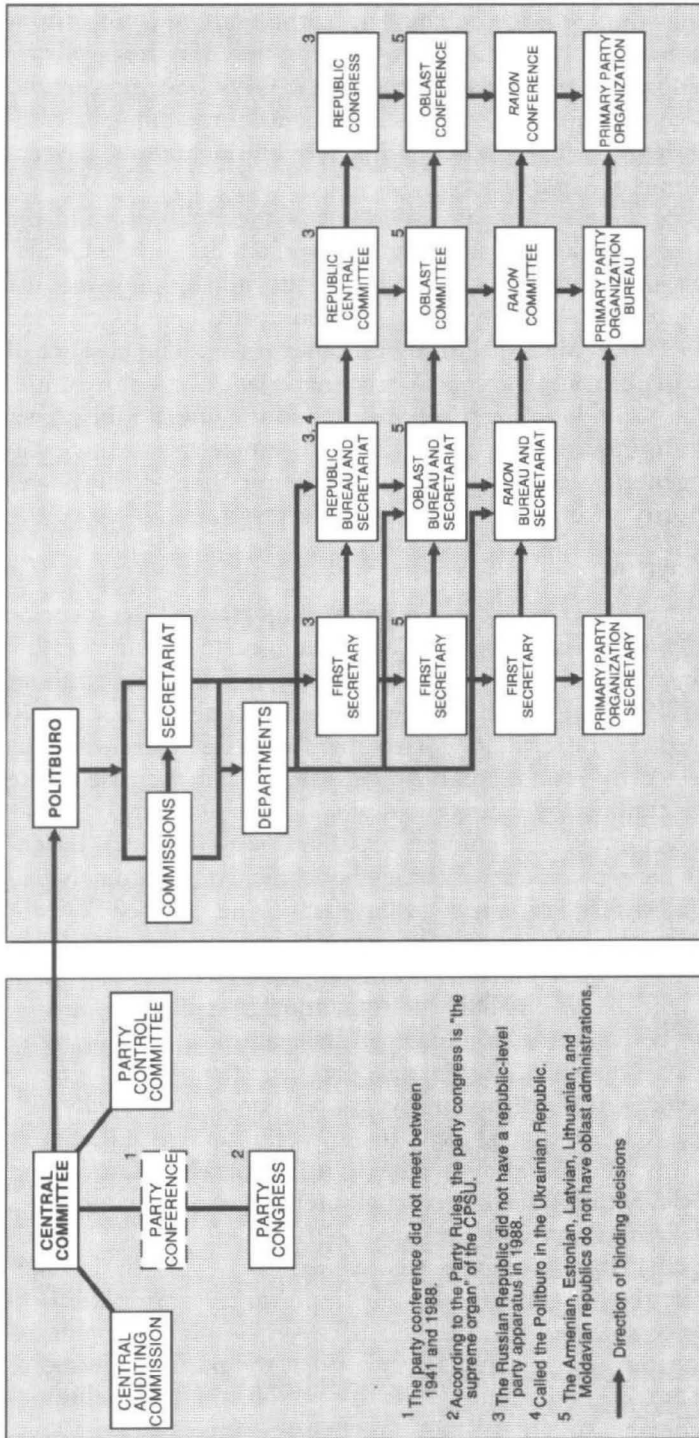 CENTRAL
AUDITING
COMMISSION
CENTRAL
COMMITTEE
PARTY
CONFERENCE
1
PARTY
CONGRESS
2
PARTY
CONTROL
COMMITTEE
1 The party conference did not meet between
1941 and 1988.
2 According to the Party Rules, the party congress is "the
supreme organ" of the CPSU.
3 The Russian Republic did not have a republic-level
party apparatus in 1988.
4 Called the Politburo in the Ukrainian Republic.
5 The Armenian, Estonian, Latvian, Lithuanian, and
Moldavian republics do not have oblast administrations.
Direction of binding decisions
POLITBURO
COMMISSIONS
SECRETARIAT
DEPARTMENTS
FIRST
SECRETARY
3
REPUBLIC
BUREAU AND
SECRETARIAT
3, 4
REPUBLIC
CENTRAL
COMMITTEE
3
REPUBLIC
CONGRESS
3
FIRST
SECRETARY
5
OBLAST
BUREAU AND
SECRETARIAT
5
OBLAST
COMMITTEE
5
OBLAST
CONFERENCE
5
FIRST
SECRETARY
RAION
BUREAU AND
SECRETARIAT
RAION
COMMITTEE
RAION
CONFERENCE
PRIMARY PARTY
ORGANIZATION
SECRETARY
PRIMARY PARTY
ORGANIZATION
BUREAU
PRIMARY PARTY
ORGANIZATION